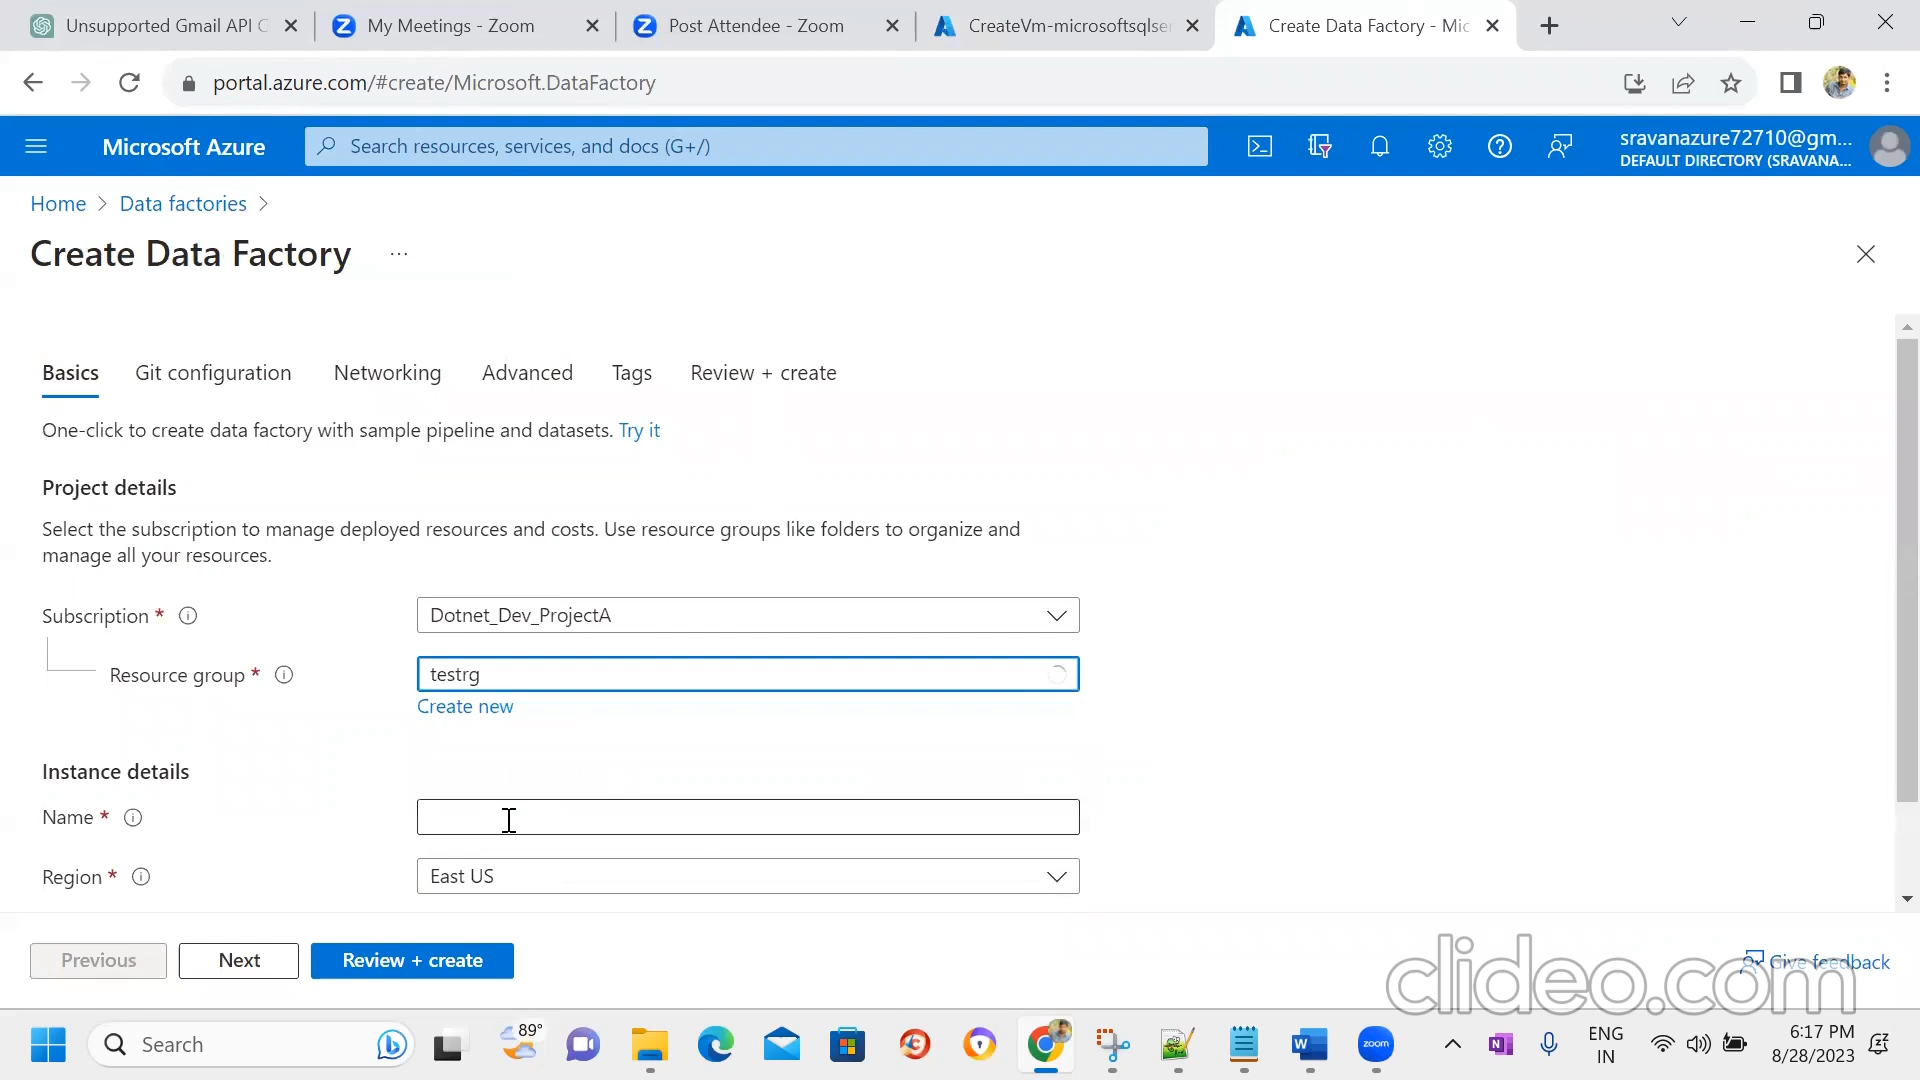 Unsupported Gmail API C
My Meetings - Zoom
Post Attendee - Zoom
CreateVm-microsoftsqlser
Create Data Factory - Mic
portal.azure.com/#create/Microsoft.DataFactory
Microsoft Azure
Search resources, services, and docs (G+/)
sravanazure72710@gm...
DEFAULT DIRECTORY (SRAVANA...
Home > Data factories >
Create Data Factory ...
Basics
Git configuration
Networking
Advanced
Tags
Review + create
One-click to create data factory with sample pipeline and datasets. Try it
Project details
Select the subscription to manage deployed resources and costs. Use resource groups like folders to organize and
manage all your resources.
Subscription *
Dotnet_Dev_ProjectA
Resource group *
testrg
Create new
Instance details
Name *
Region *
East US
Previous
Next
Review + create
Give feedback
clideo.com
Search
89°
zoom
ENG
IN
6:17 PM
8/28/2023